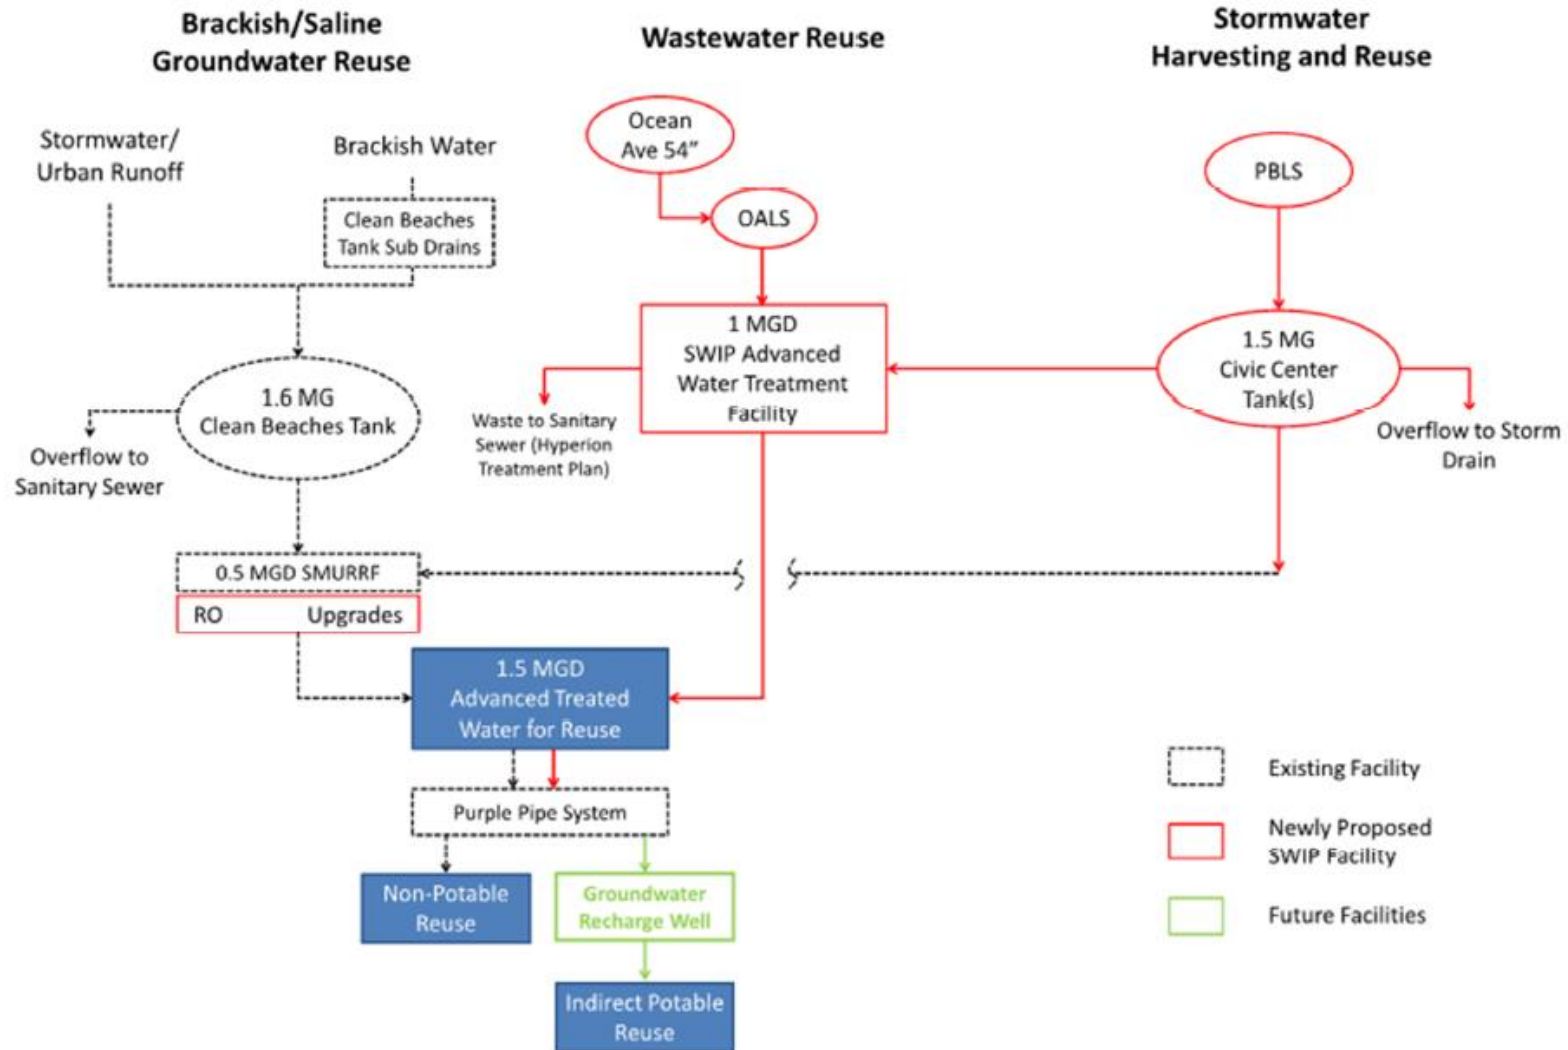 Brackish/Saline
Groundwater Reuse
Wastewater Reuse
Stormwater
Harvesting and Reuse
Stormwater/
Urban Runoff
Brackish Water
Clean Beaches
Tank Sub Drains
1.6 MG
Clean Beaches Tank
Overflow to
Sanitary Sewer
0.5 MGD SMURRF
RO Upgrades
Ocean
Ave 54”
OALS
1 MGD
SWIP Advanced
Water Treatment
Facility
Waste to Sanitary
Sewer (Hyperion
Treatment Plan)
PBLS
1.5 MG
Civic Center
Tank(s)
Overflow to Storm
Drain
1.5 MGD
Advanced Treated
Water for Reuse
Purple Pipe System
Non-Potable
Reuse
Groundwater
Recharge Well
Indirect Potable
Reuse
Existing Facility
Newly Proposed
SWIP Facility
Future Facilities